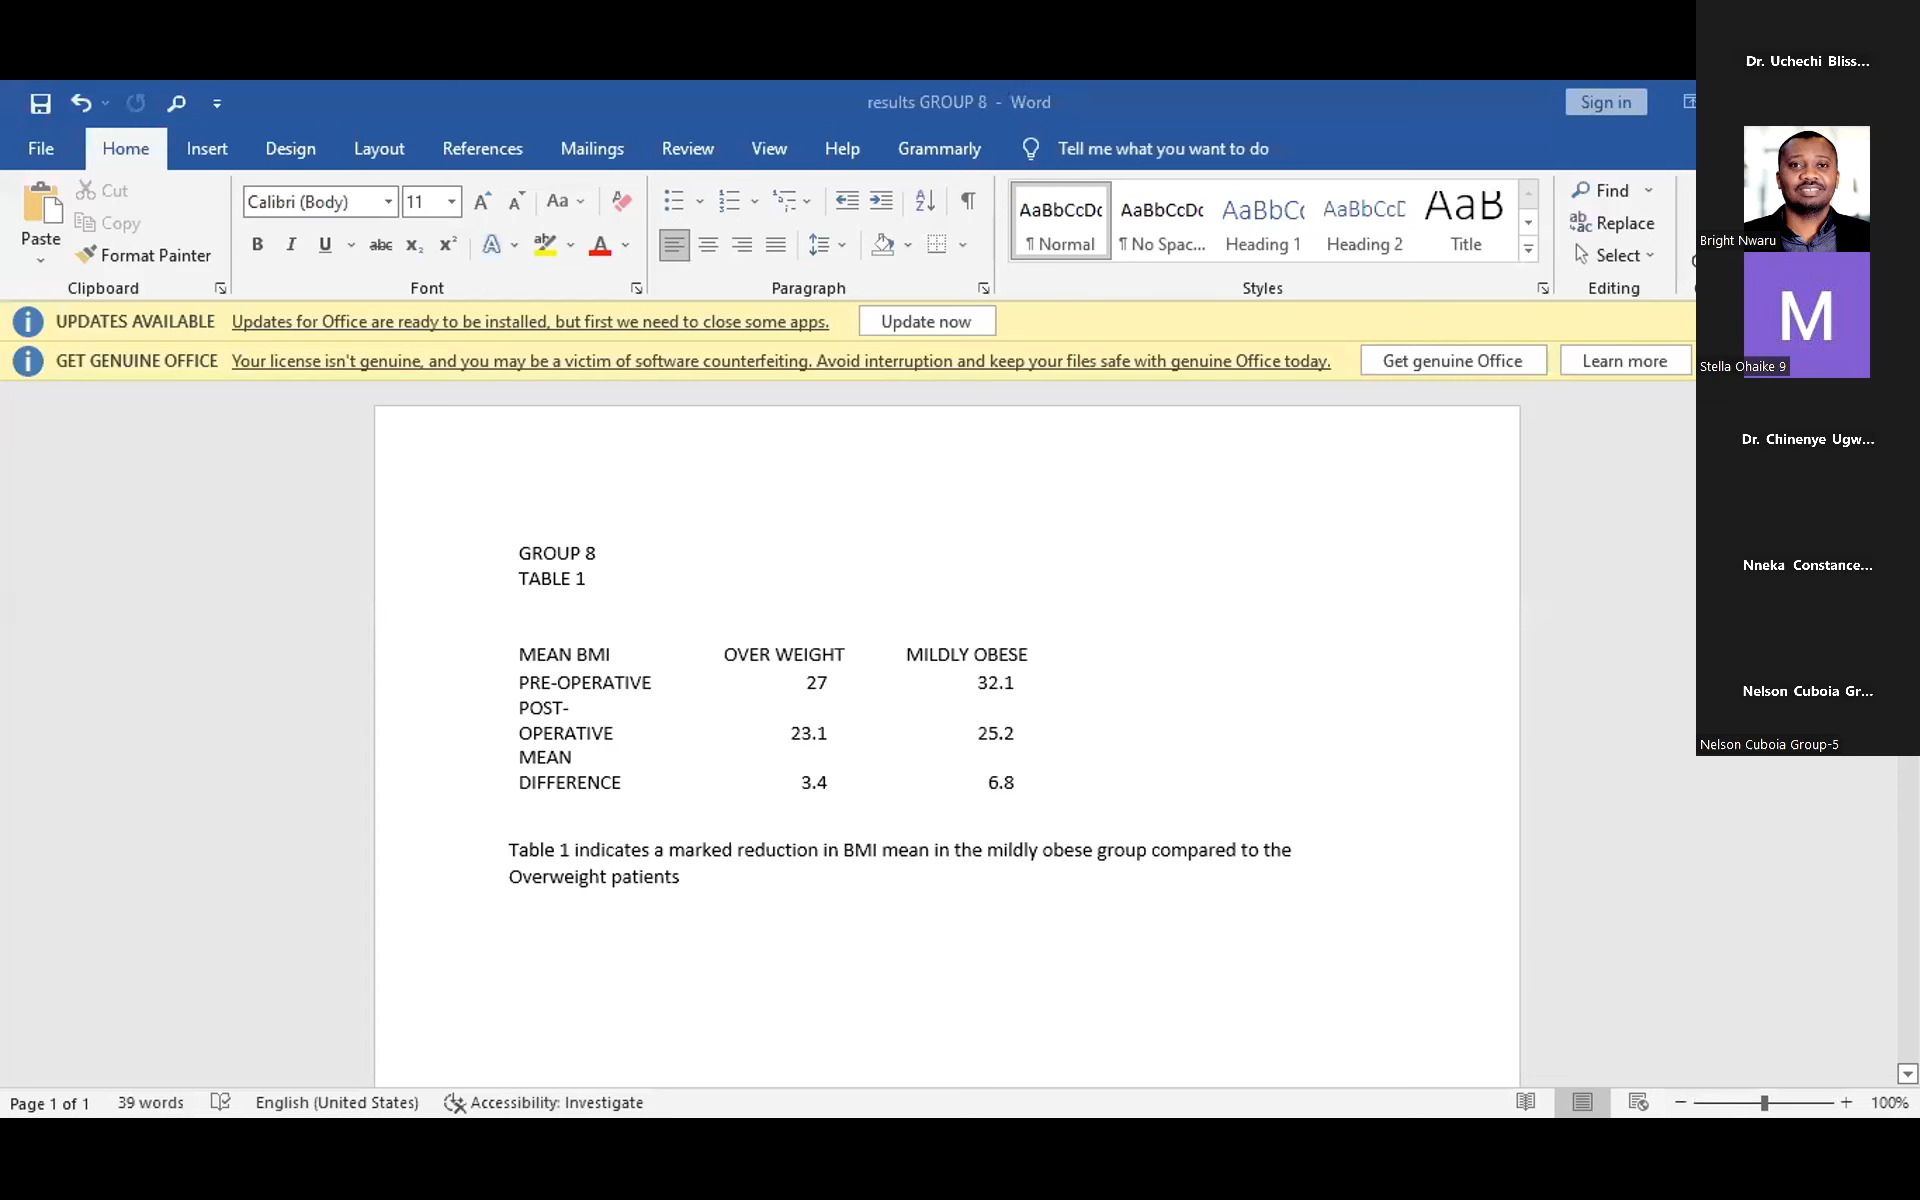 results GROUP 8 - Word
Sign in
File Home Insert Design Layout References Mailings Review View Help Grammarly Tell me what you want to do
Paste
Cut
Copy
Format Painter
Clipboard
Calibri (Body) 11 Aa
B I U abc x₂ x² A A
Font
Paragraph
AaBbCcDc AaBbCcDc AaBbCc AaBbCcD AaB
¶ Normal ¶ No Spac... Heading 1 Heading 2 Title
Styles
Find
Replace
Select
Editing
UPDATES AVAILABLE Updates for Office are ready to be installed, but first we need to close some apps. Update now
GET GENUINE OFFICE Your license isn't genuine, and you may be a victim of software counterfeiting. Avoid interruption and keep your files safe with genuine Office today. Get genuine Office Learn more
GROUP 8
TABLE 1
MEAN BMI OVER WEIGHT MILDLY OBESE
PRE-OPERATIVE 27 32.1
POST-
OPERATIVE 23.1 25.2
MEAN
DIFFERENCE 3.4 6.8
Table 1 indicates a marked reduction in BMI mean in the mildly obese group compared to the
Overweight patients
Page 1 of 1 39 words English (United States) Accessibility: Investigate 100%
Dr. Uchechi Bliss...
Bright Nwaru
M
Stella Ohaike 9
Dr. Chinenye Ugw...
Nneka Constance...
Nelson Cuboia Gr...
Nelson Cuboia Group-5